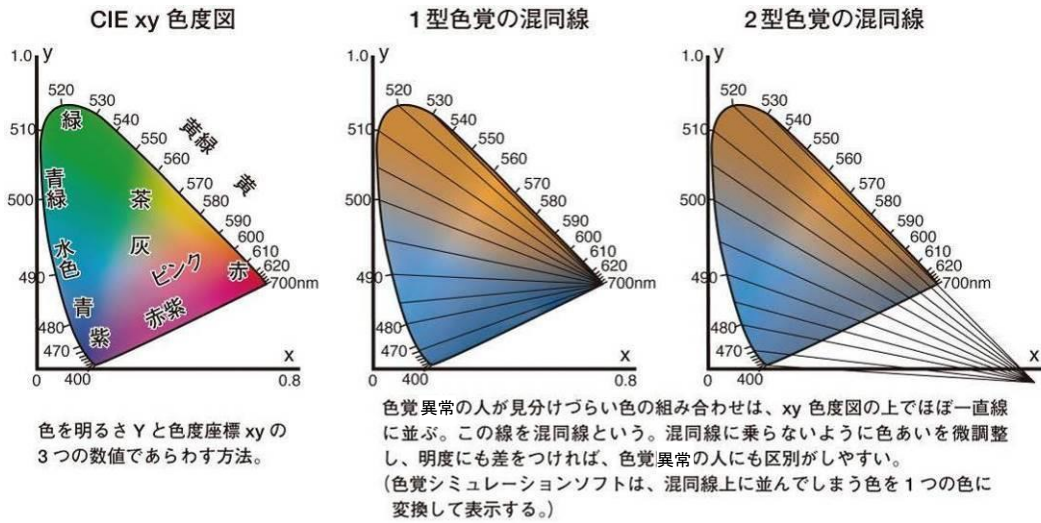 CIE xy 色度図
1型色覚の混同線
2型色覚の混同線
1.0 y
520
530
540
550
560
570
580
590
600
610
620
700nm
510
500
490
480
470
400
0
0.8
x
緑
黄緑
黄
青緑
茶
水色
灰
ピンク
赤
青
赤紫
紫
1.0 y
520
530
540
550
560
570
580
590
600
610
620
700nm
510
500
490
480
470
400
0
0.8
x
1.0 y
520
530
540
550
560
570
580
590
600
610
620
700nm
510
500
490
480
470
400
0
x
色を明るさ Y と色度座標 xy の
3つの数値であらわす方法。
色覚異常の人が見分けづらい色の組み合わせは、xy 色度図の上でほぼ一直線
に並ぶ。この線を混同線という。混同線に乗らないように色あいを微調整
し、明度にも差をつければ、色覚異常の人にも区別がしやすい。
（色覚シミュレーションソフトは、混同線上に並んでしまう色を1つの色に
変換して表示する。）